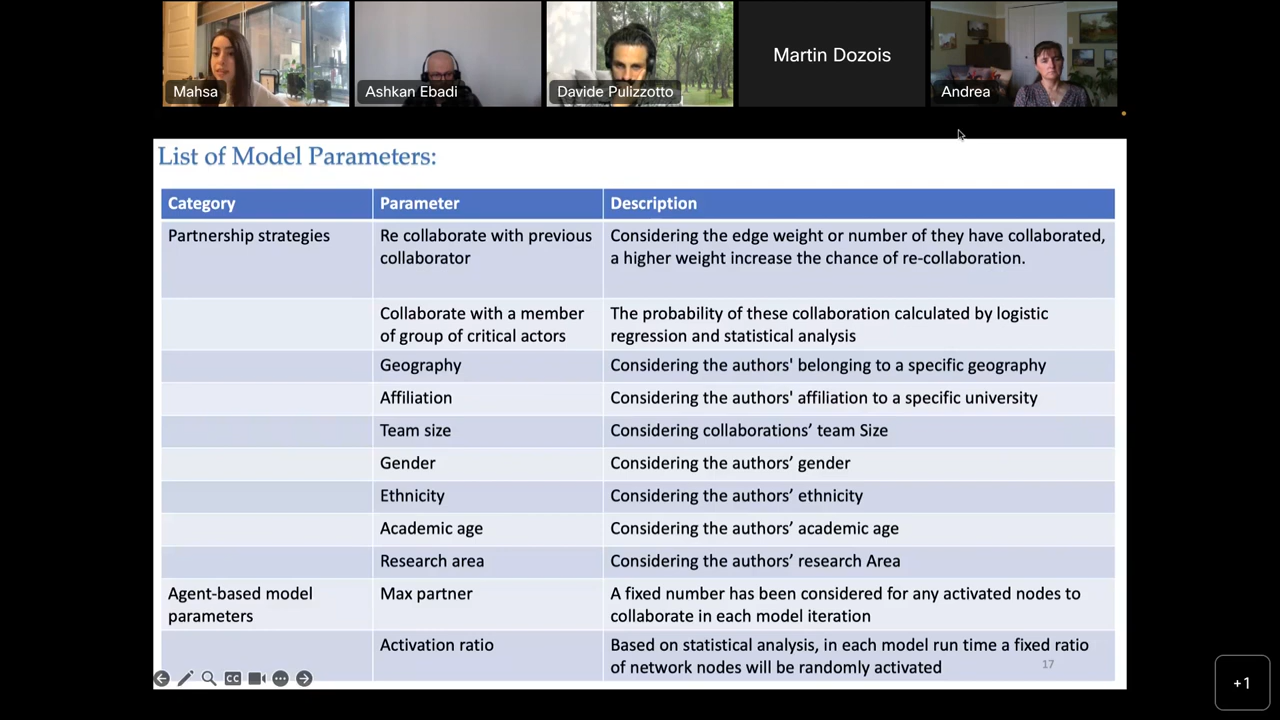 Mahsa
Ashkan Ebadi
Davide Pulizzotto
Martin Dozois
Andrea
List of Model Parameters:
Category Parameter Description
Partnership strategies Re collaborate with previous Considering the edge weight or number of they have collaborated,
collaborator a higher weight increase the chance of re-collaboration.
Collaborate with a member The probability of these collaboration calculated by logistic
of group of critical actors regression and statistical analysis
Geography Considering the authors' belonging to a specific geography
Affiliation Considering the authors' affiliation to a specific university
Team size Considering collaborations’ team Size
Gender Considering the authors’ gender
Ethnicity Considering the authors’ ethnicity
Academic age Considering the authors’ academic age
Research area Considering the authors’ research Area
Agent-based model Max partner A fixed number has been considered for any activated nodes to
parameters collaborate in each model iteration
Activation ratio Based on statistical analysis, in each model run time a fixed ratio
of network nodes will be randomly activated
17
CC
+1